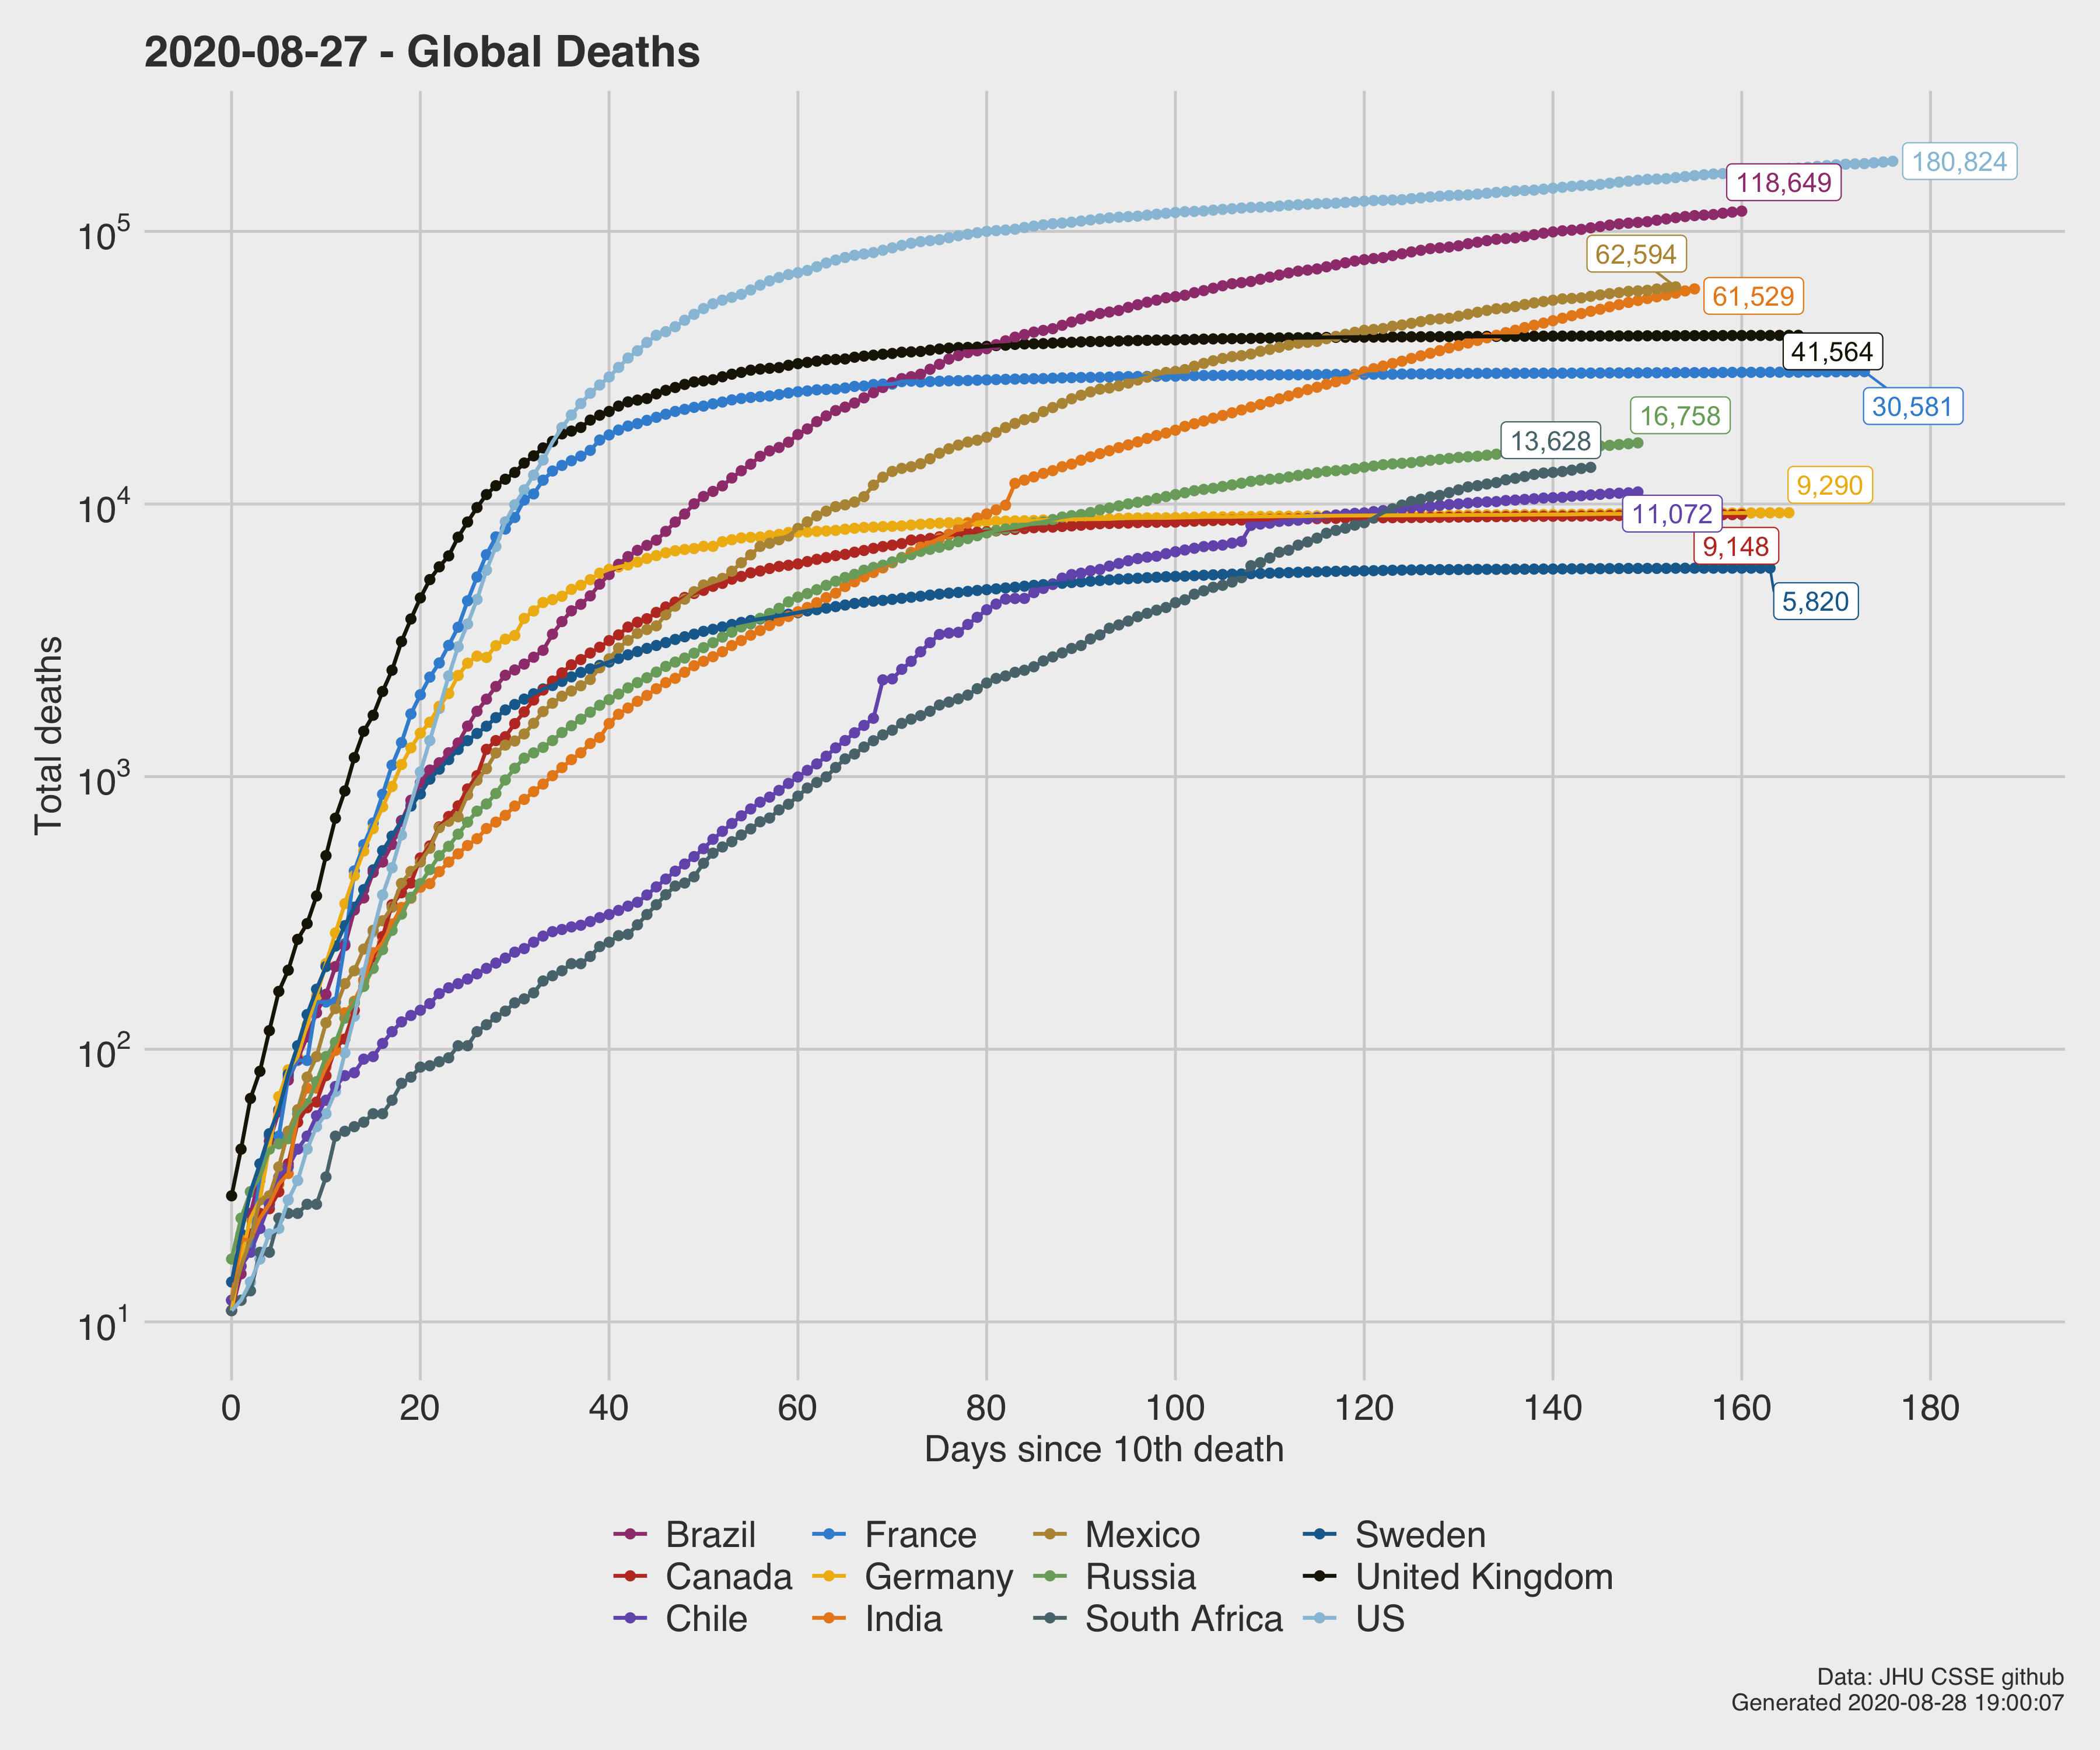 2020-08-27 - Global Deaths
Total deaths
10^5
10^4
10^3
10^2
10^1
180,824
118,649
62,594
61,529
41,564
30,581
16,758
13,628
9,290
11,072
9,148
5,820
0 20 40 60 80 100 120 140 160 180
Days since 10th death
Brazil France Mexico Sweden
Canada Germany Russia United Kingdom
Chile India South Africa US
Data: JHU CSSE github
Generated 2020-08-28 19:00:07